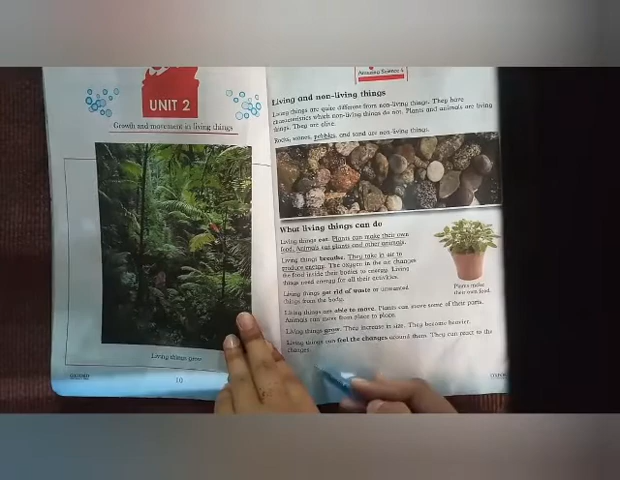 UNIT 2
Growth and movement in living things
Living things grow
10
Amazing Science 4
Living and non-living things
Living things are quite different from non-living things. They have
characteristics which non-living things do not. Plants and animals are living
things. They are alive.
Rocks, stones, pebbles, and sand are non-living things.
What living things can do
Living things eat. Plants can make their own
food. Animals eat plants and other animals.
Living things breathe. They take in air to
produce energy. The oxygen in the air changes
the food inside their bodies to energy. Living
things need energy for all their activities.
Living things get rid of waste or unwanted
things from the body.
Living things are able to move. Plants can move some of their parts.
Animals can move from place to place.
Living things grow. They increase in size. They become heavier.
Living things can feel the changes around them. They can react to the
changes.
Plants make
their own food.
OXFORD